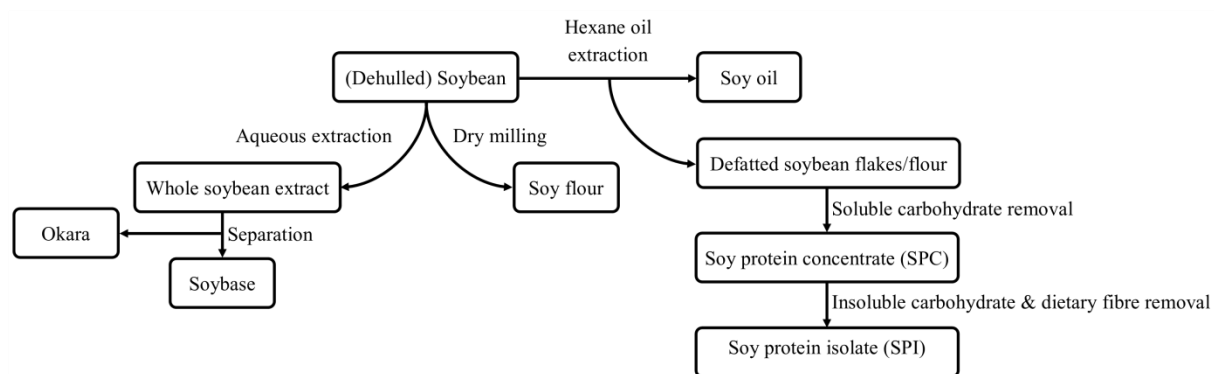 Hexane oil
extraction
(Dehulled) Soybean
Soy oil
Aqueous extraction
Dry milling
Defatted soybean flakes/flour
Whole soybean extract
Soy flour
Soluble carbohydrate removal
Okara
Separation
Soy protein concentrate (SPC)
Soybase
Insoluble carbohydrate & dietary fibre removal
Soy protein isolate (SPI)